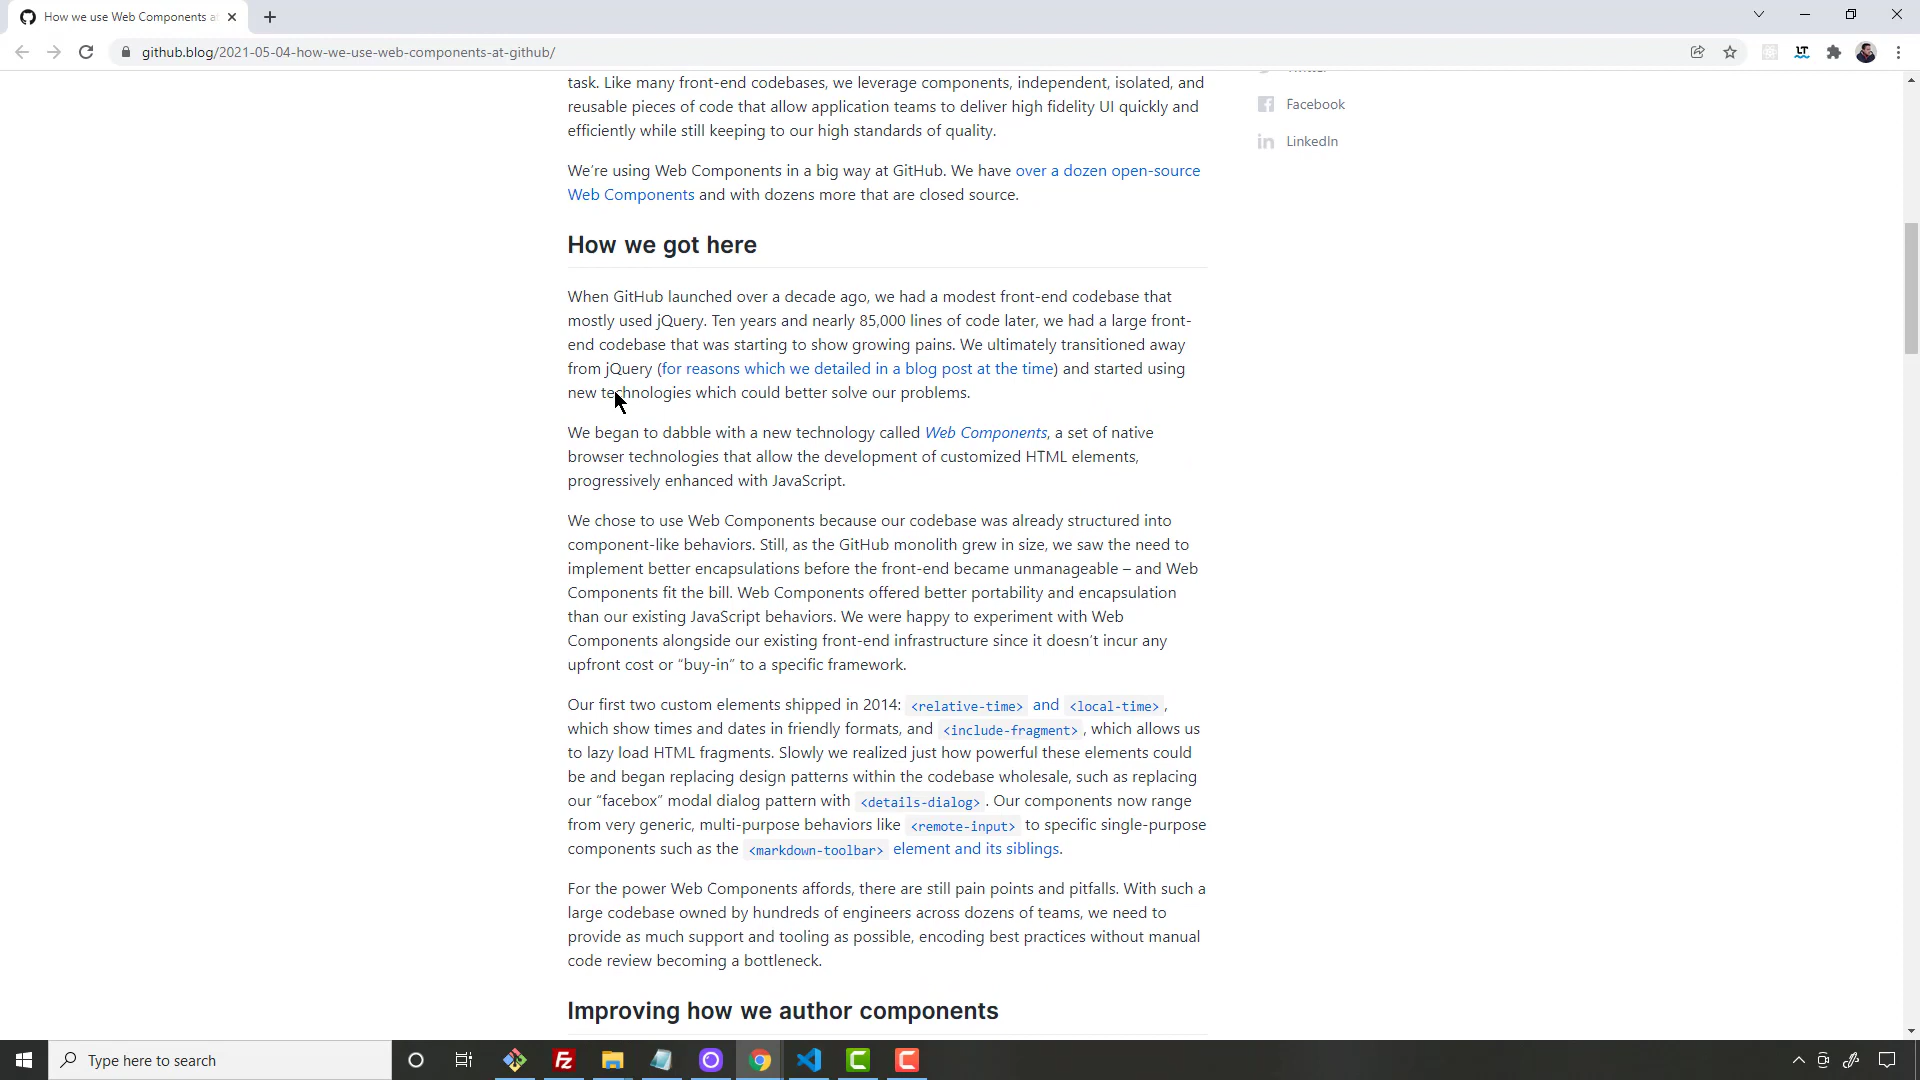 How we use Web Components at
github.blog/2021-05-04-how-we-use-web-components-at-github/
task. Like many front-end codebases, we leverage components, independent, isolated, and
reusable pieces of code that allow application teams to deliver high fidelity UI quickly and
efficiently while still keeping to our high standards of quality.
Facebook
LinkedIn
We’re using Web Components in a big way at GitHub. We have over a dozen open-source
Web Components and with dozens more that are closed source.
How we got here
When GitHub launched over a decade ago, we had a modest front-end codebase that
mostly used jQuery. Ten years and nearly 85,000 lines of code later, we had a large front-
end codebase that was starting to show growing pains. We ultimately transitioned away
from jQuery (for reasons which we detailed in a blog post at the time) and started using
new technologies which could better solve our problems.
We began to dabble with a new technology called Web Components, a set of native
browser technologies that allow the development of customized HTML elements,
progressively enhanced with JavaScript.
We chose to use Web Components because our codebase was already structured into
component-like behaviors. Still, as the GitHub monolith grew in size, we saw the need to
implement better encapsulations before the front-end became unmanageable – and Web
Components fit the bill. Web Components offered better portability and encapsulation
than our existing JavaScript behaviors. We were happy to experiment with Web
Components alongside our existing front-end infrastructure since it doesn’t incur any
upfront cost or “buy-in” to a specific framework.
Our first two custom elements shipped in 2014: <relative-time> and <local-time>,
which show times and dates in friendly formats, and <include-fragment>, which allows us
to lazy load HTML fragments. Slowly we realized just how powerful these elements could
be and began replacing design patterns within the codebase wholesale, such as replacing
our “facebox” modal dialog pattern with <details-dialog>. Our components now range
from very generic, multi-purpose behaviors like <remote-input> to specific single-purpose
components such as the <markdown-toolbar> element and its siblings.
For the power Web Components affords, there are still pain points and pitfalls. With such a
large codebase owned by hundreds of engineers across dozens of teams, we need to
provide as much support and tooling as possible, encoding best practices without manual
code review becoming a bottleneck.
Improving how we author components
Type here to search